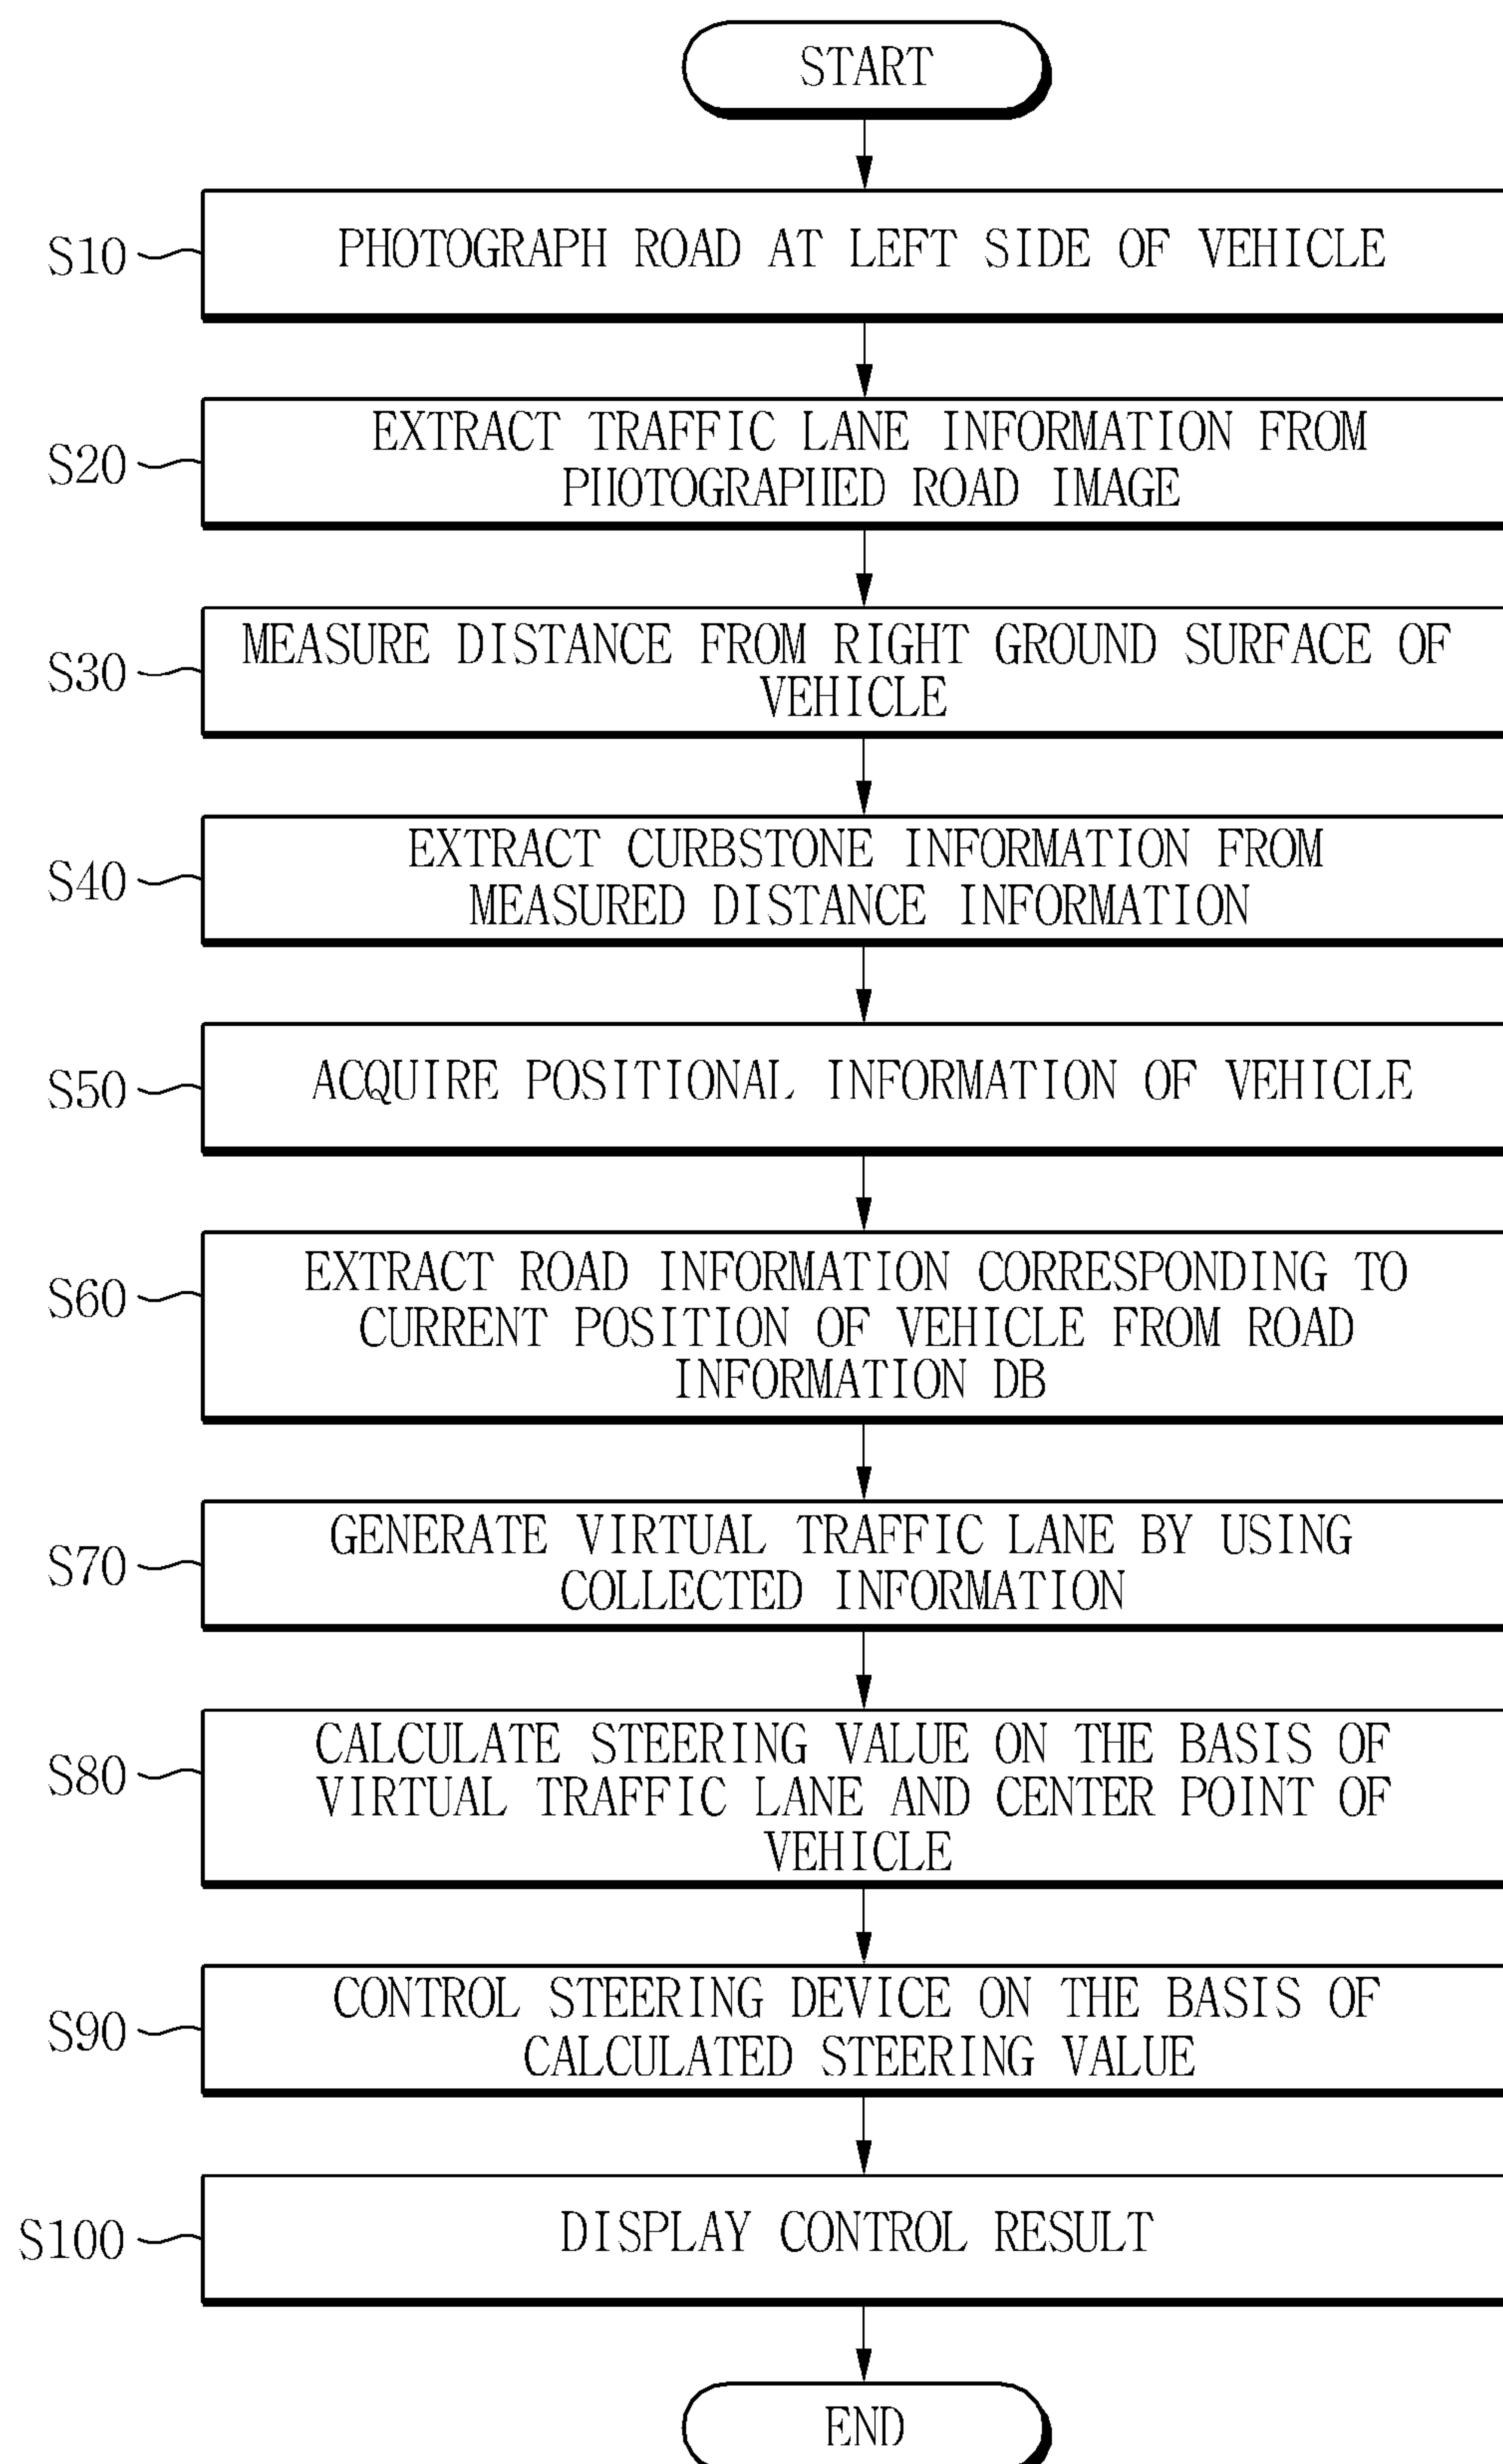 START
S10
PHOTOGRAPH ROAD AT LEFT SIDE OF VEHICLE
S20
EXTRACT TRAFFIC LANE INFORMATION FROM
PHOTOGRAPHED ROAD IMAGE
S30
MEASURE DISTANCE FROM RIGHT GROUND SURFACE OF
VEHICLE
S40
EXTRACT CURBSTONE INFORMATION FROM
MEASURED DISTANCE INFORMATION
S50
ACQUIRE POSITIONAL INFORMATION OF VEHICLE
S60
EXTRACT ROAD INFORMATION CORRESPONDING TO
CURRENT POSITION OF VEHICLE FROM ROAD
INFORMATION DB
S70
GENERATE VIRTUAL TRAFFIC LANE BY USING
COLLECTED INFORMATION
S80
CALCULATE STEERING VALUE ON THE BASIS OF
VIRTUAL TRAFFIC LANE AND CENTER POINT OF
VEHICLE
S90
CONTROL STEERING DEVICE ON THE BASIS OF
CALCULATED STEERING VALUE
S100
DISPLAY CONTROL RESULT
END